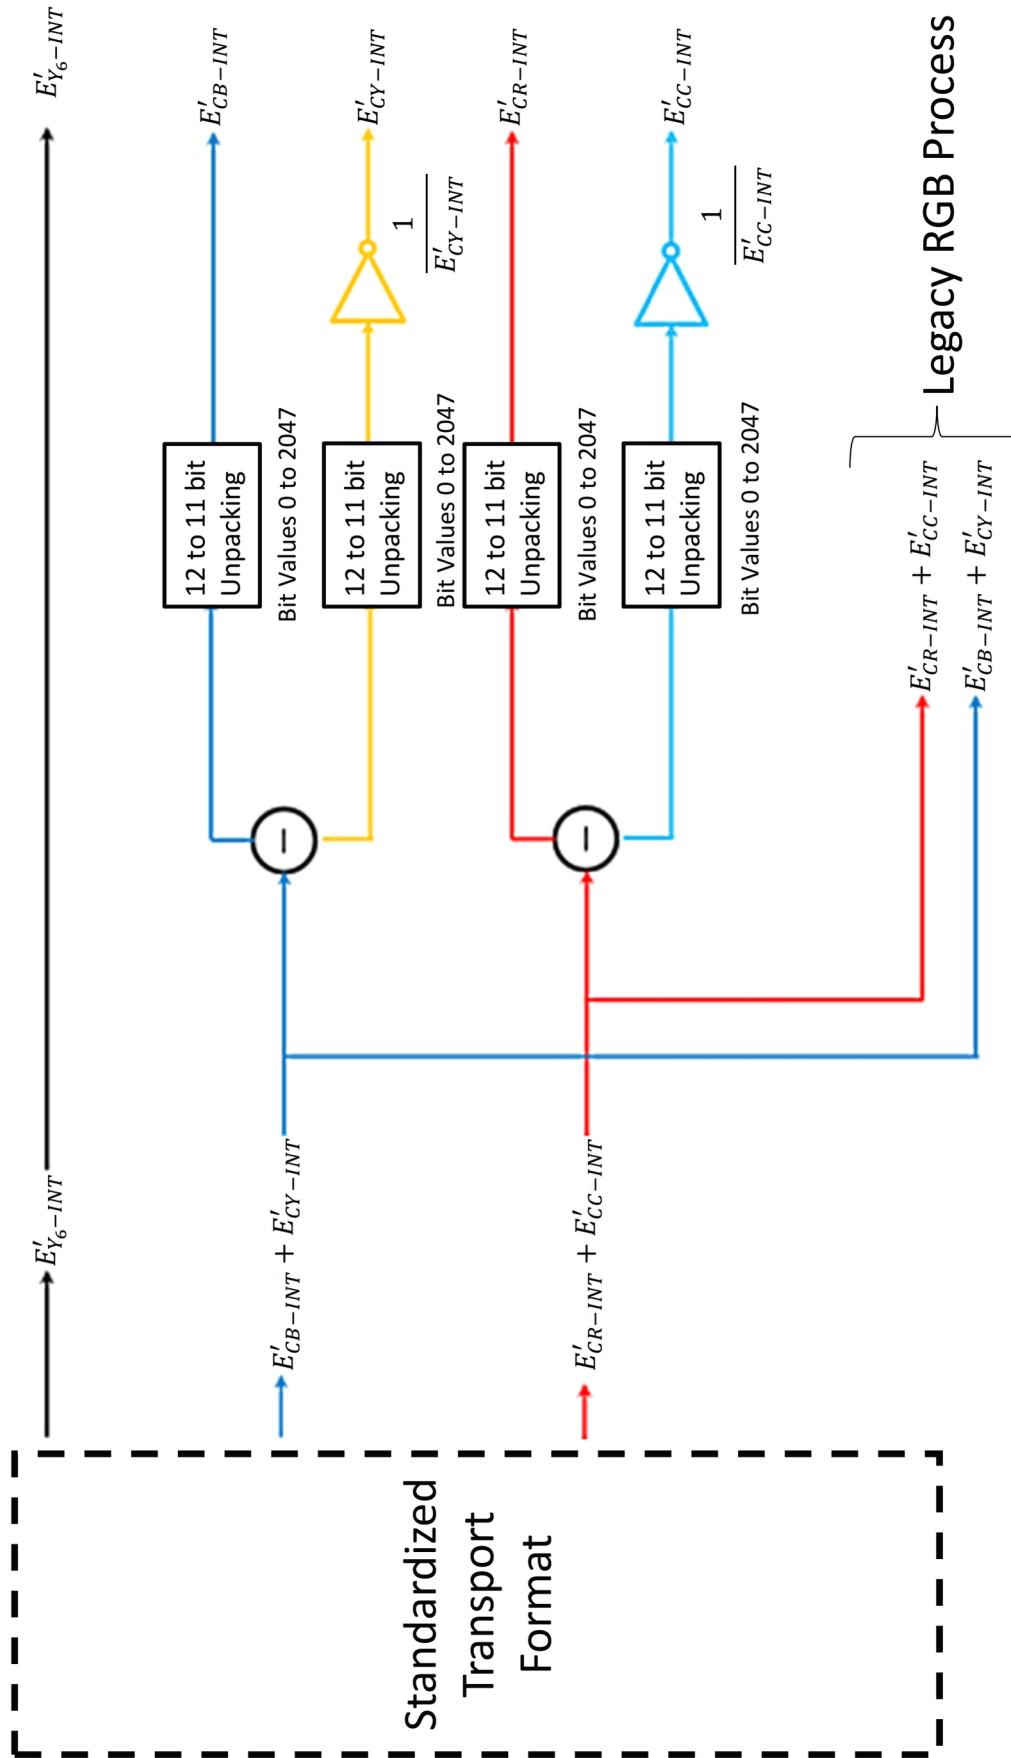 Standardized
Transport
Format
E′Y6−INT
E′Y6−INT
E′CB−INT + E′CY−INT
E′CR−INT + E′CC−INT
12 to 11 bit
Unpacking
Bit Values 0 to 2047
E′CB−INT
12 to 11 bit
Unpacking
Bit Values 0 to 2047
1
E′CY−INT
E′CY−INT
12 to 11 bit
Unpacking
Bit Values 0 to 2047
E′CR−INT
12 to 11 bit
Unpacking
Bit Values 0 to 2047
1
E′CC−INT
E′CC−INT
E′CR−INT + E′CC−INT
E′CB−INT + E′CY−INT
Legacy RGB Process